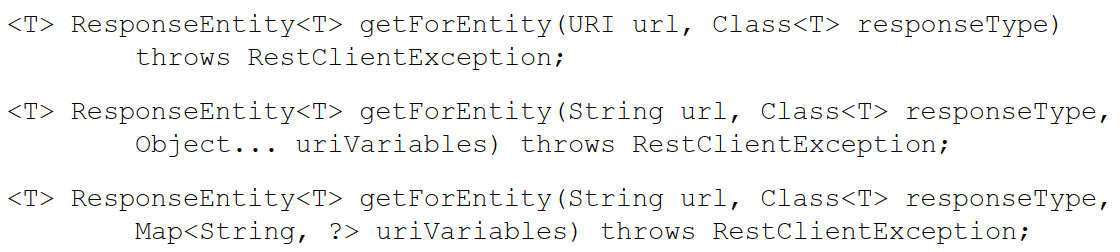 <T> ResponseEntity<T> getForEntity(URI url, Class<T> responseType)
throws RestClientException;
<T> ResponseEntity<T> getForEntity(String url, Class<T> responseType,
Object... uriVariables) throws RestClientException;
<T> ResponseEntity<T> getForEntity(String url, Class<T> responseType,
Map<String, ?> uriVariables) throws RestClientException;